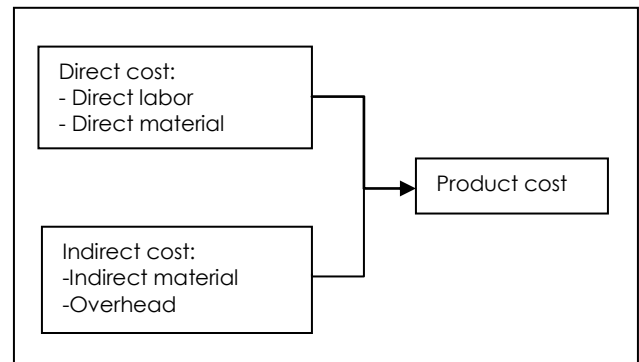 Direct cost:
- Direct labor
- Direct material
Product cost
Indirect cost:
-Indirect material
-Overhead